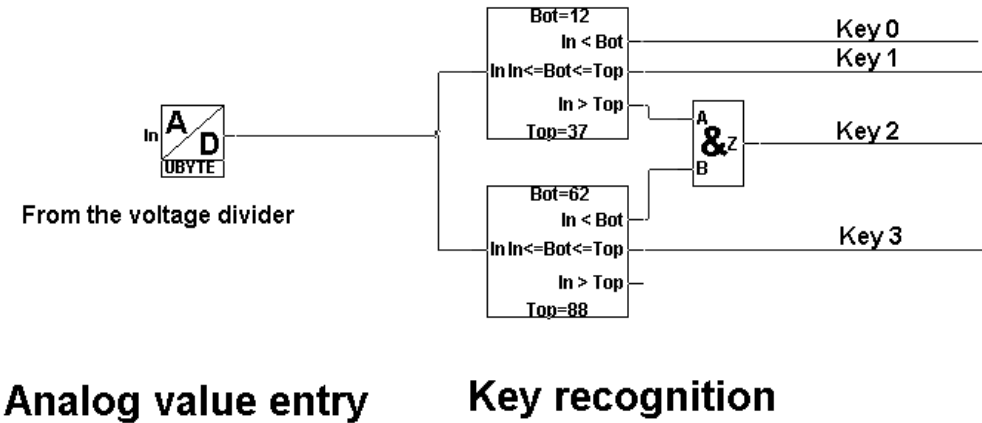 Bot=12
In < Bot
In In<=Bot<=Top
In > Top
Top=37
Key 0
Key 1
In
A
D
UBYTE
A
&
Z
B
Key 2
From the voltage divider
Bot=62
In < Bot
In In<=Bot<=Top
In > Top
Top=88
Key 3
Analog value entry
Key recognition